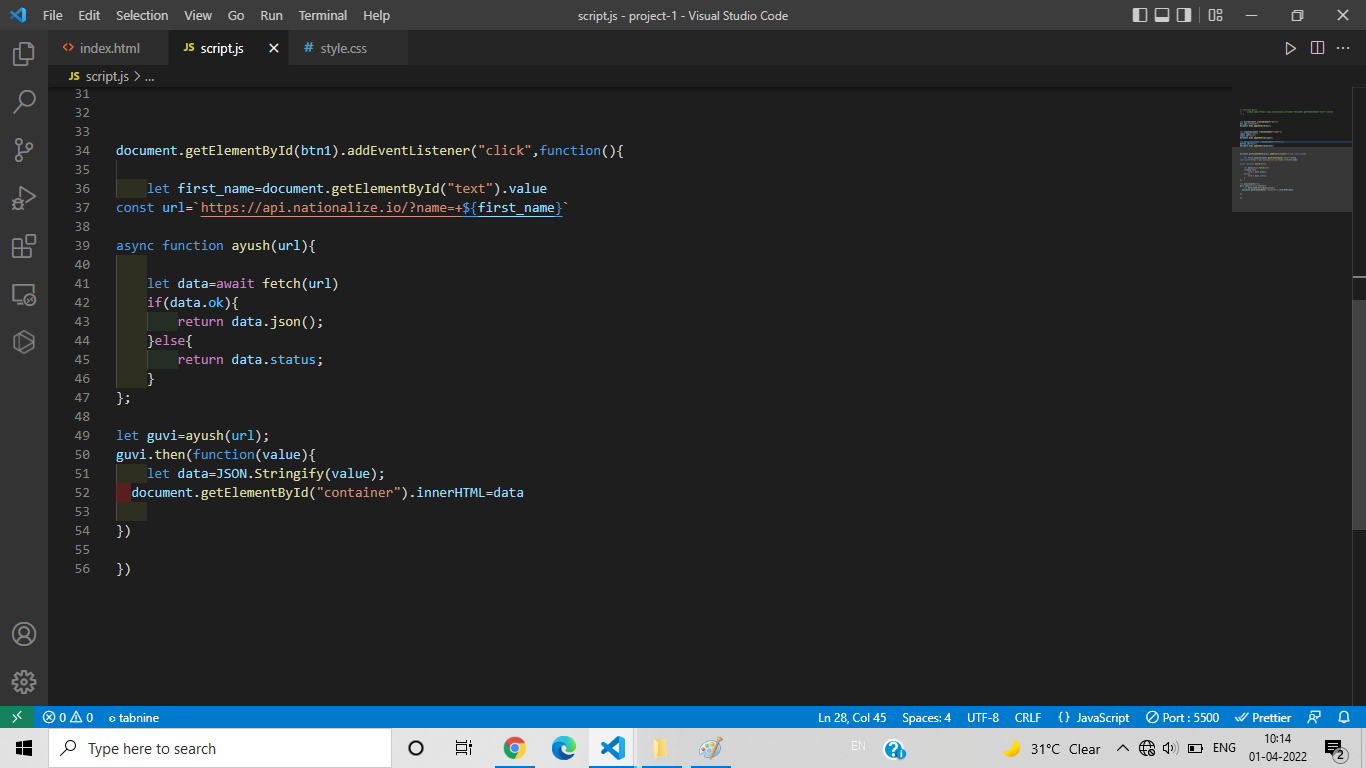 File Edit Selection View Go Run Terminal Help script.js - project-1 - Visual Studio Code
<> index.html JS script.js # style.css
JS script.js > ...
31
32
33
34 document.getElementById(btn1).addEventListener("click",function(){
35
36 let first_name=document.getElementById("text").value
37 const url=`https://api.nationalize.io/?name=+${first_name}`
38
39 async function ayush(url){
40
41 let data=await fetch(url)
42 if(data.ok){
43 return data.json();
44 }else{
45 return data.status;
46 }
47 };
48
49 let guvi=ayush(url);
50 guvi.then(function(value){
51 let data=JSON.Stringify(value);
52 document.getElementById("container").innerHTML=data
53
54 })
55
56 })
0 0 tabnine Ln 28, Col 45 Spaces: 4 UTF-8 CRLF {} JavaScript Port : 5500 Prettier
Type here to search EN 31°C Clear ENG 10:14
01-04-2022 2